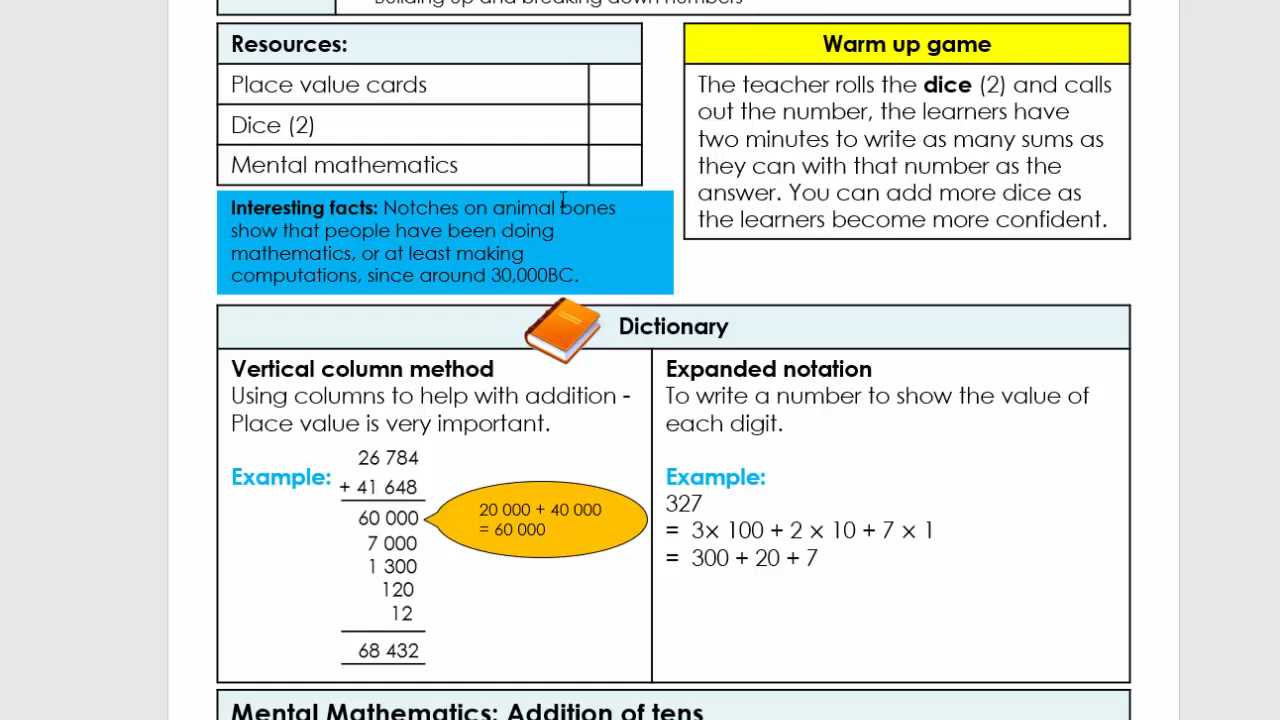 Building up and breaking down numbers
Resources:
Place value cards
Dice (2)
Mental mathematics
Warm up game
The teacher rolls the dice (2) and calls
out the number, the learners have
two minutes to write as many sums as
they can with that number as the
answer. You can add more dice as
the learners become more confident.
Interesting facts: Notches on animal bones
show that people have been doing
mathematics, or at least making
computations, since around 30,000BC.
Dictionary
Vertical column method
Using columns to help with addition -
Place value is very important.
Example:
26 784
+ 41 648
60 000
7 000
1 300
120
12
68 432
20 000 + 40 000
= 60 000
Expanded notation
To write a number to show the value of
each digit.
Example:
327
= 3× 100 + 2 × 10 + 7 × 1
= 300 + 20 + 7
Mental Mathematics: Addition of tens